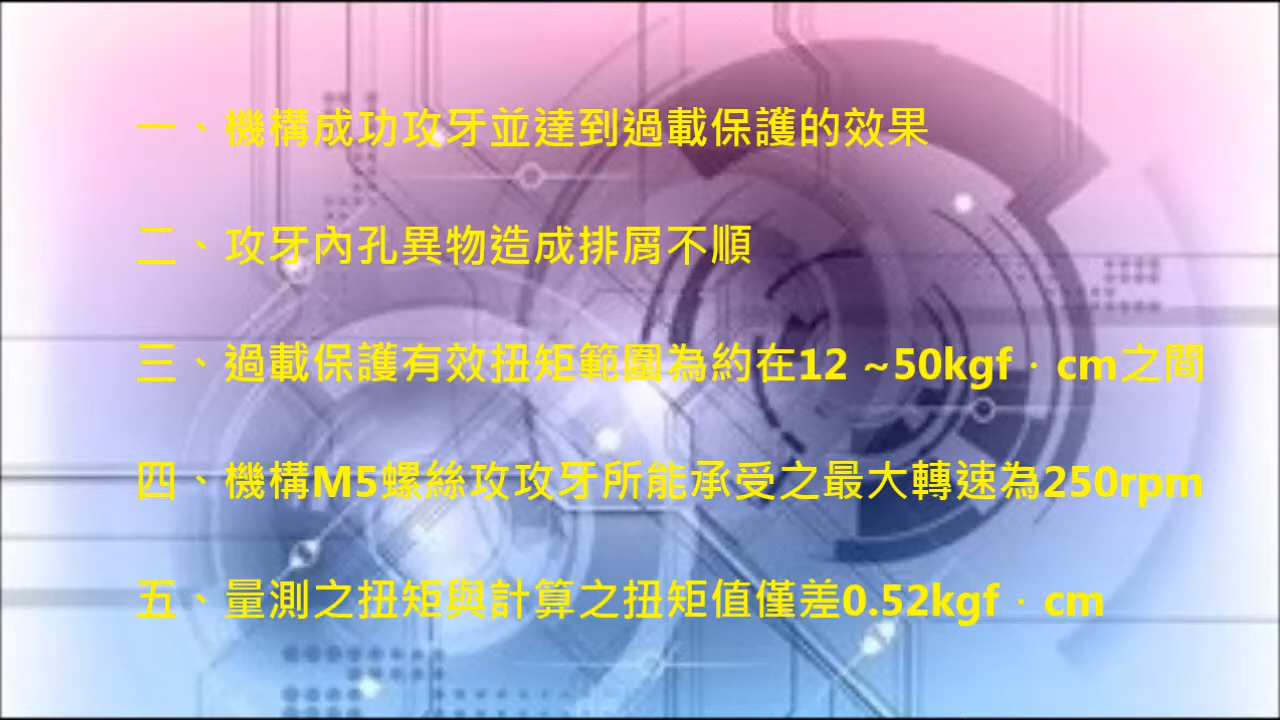 一、機構成功攻牙並達到過載保護的效果
二、攻牙內孔異物造成排屑不順
三、過載保護有效扭矩範圍為約在12 ~50kgf．cm之間
四、機構M5螺絲攻攻牙所能承受之最大轉速為250rpm
五、量測之扭矩與計算之扭矩值僅差0.52kgf．cm